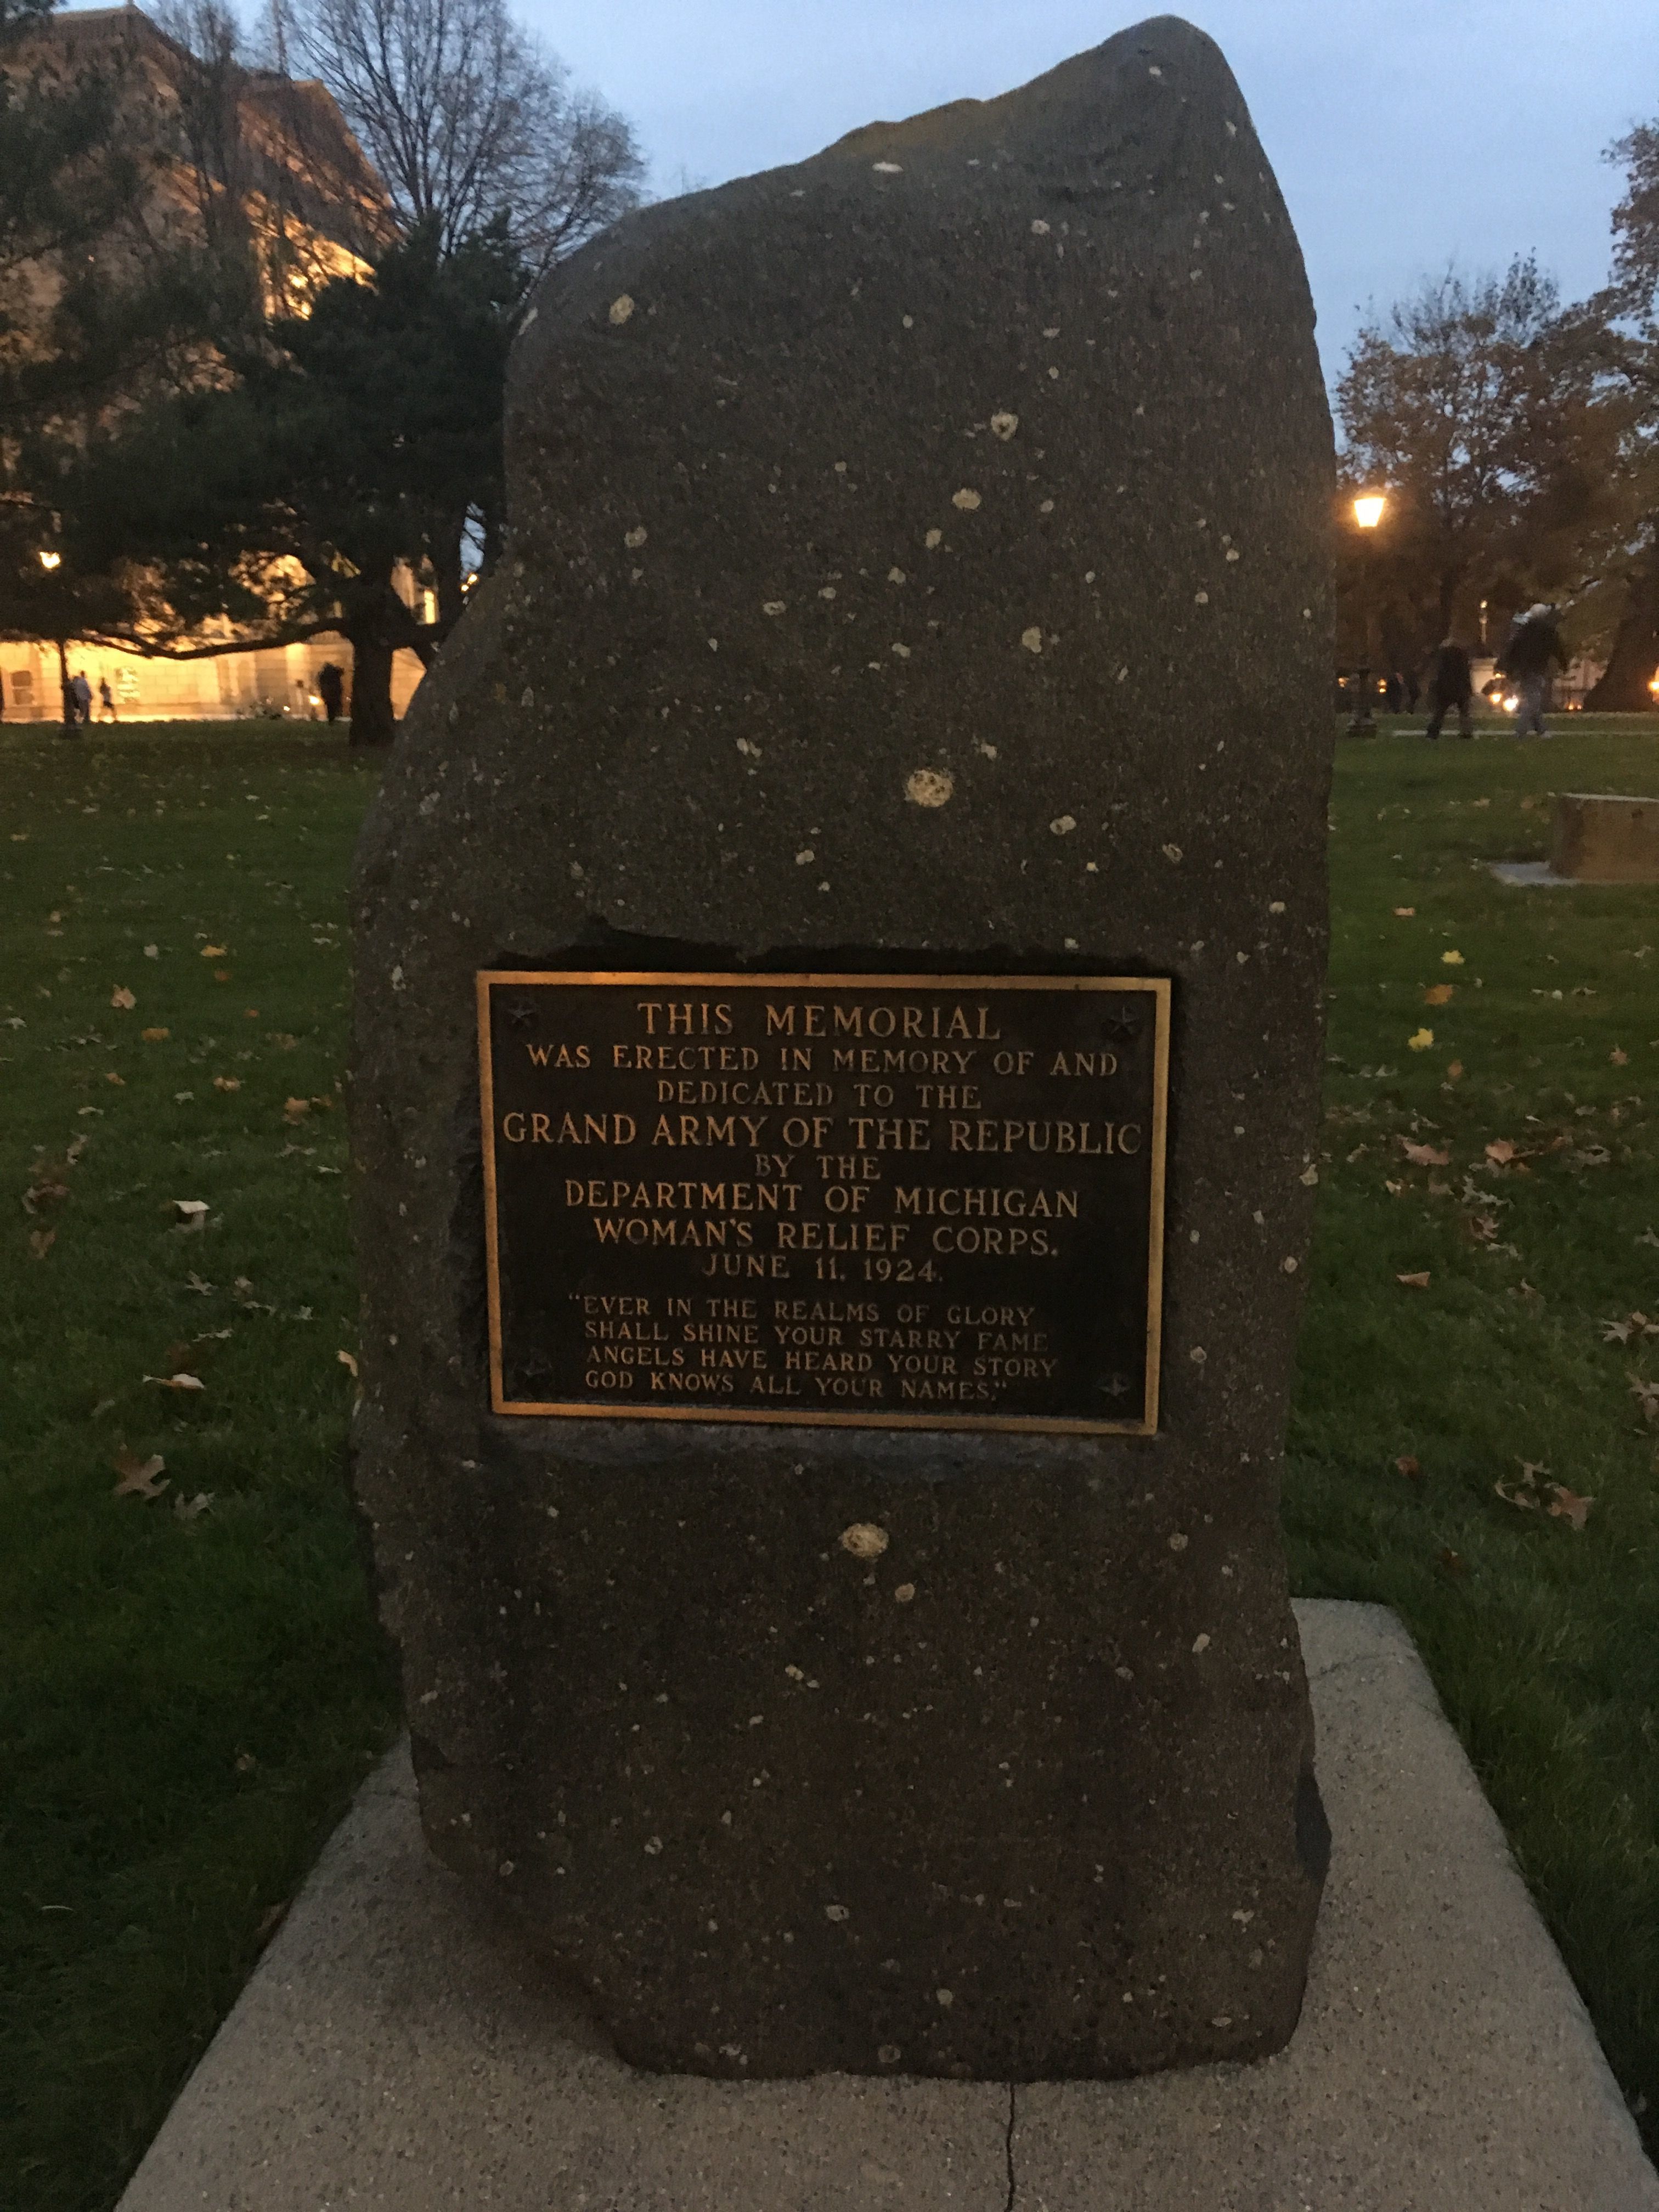 THIS MEMORIAL
WAS ERECTED IN MEMORY OF AND
DEDICATED TO THE
GRAND ARMY OF THE REPUBLIC
BY THE
DEPARTMENT OF MICHIGAN
WOMAN'S RELIEF CORPS.
JUNE 11, 1924.
"EVER IN THE REALMS OF GLORY
SHALL SHINE YOUR STARRY FAME
ANGELS HAVE HEARD YOUR STORY
GOD KNOWS ALL YOUR NAMES."